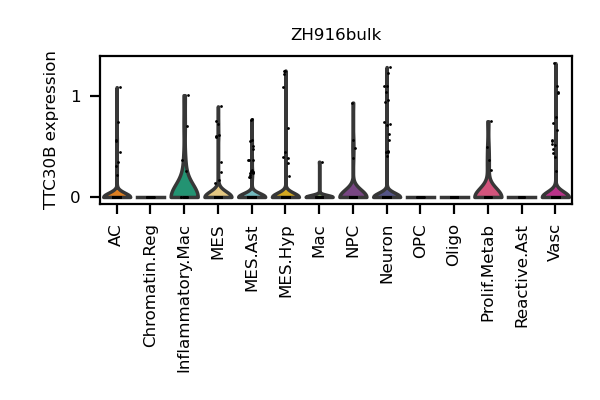 ZH916bulk
TTC30B expression
1
0
AC
Chromatin.Reg
Inflammatory.Mac
MES
MES.Ast
MES.Hyp
Mac
NPC
Neuron
OPC
Oligo
Prolif.Metab
Reactive.Ast
Vasc